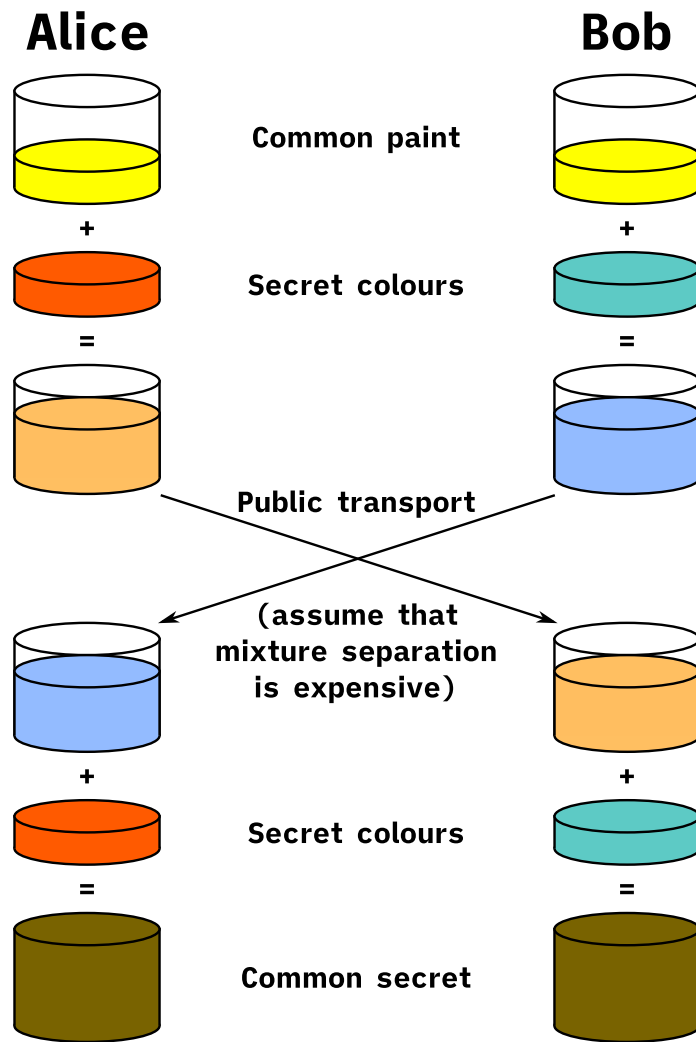 Alice
Bob
Common paint
+
+
Secret colours
=
=
Public transport
(assume that
mixture separation
is expensive)
+
+
Secret colours
=
=
Common secret